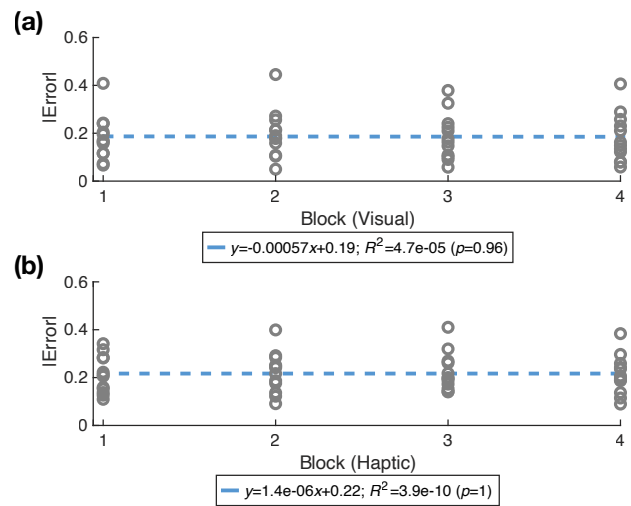 (a)
0.6
0.4
0.2
0
|Error|
1 2 3 4
Block (Visual)
y=-0.00057x+0.19; R²=4.7e-05 (p=0.96)
(b)
0.6
0.4
0.2
0
|Error|
1 2 3 4
Block (Haptic)
y=1.4e-06x+0.22; R²=3.9e-10 (p=1)